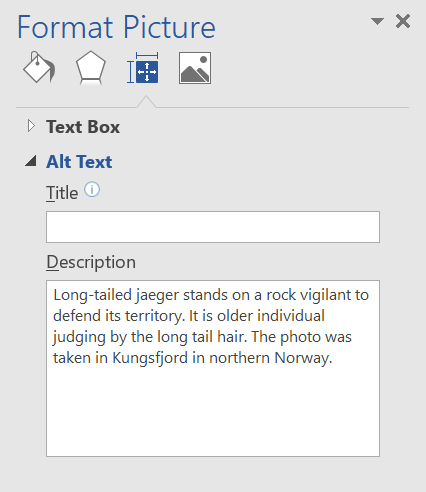 Format Picture
Text Box
Alt Text
Title
Description
Long-tailed jaeger stands on a rock vigilant to
defend its territory. It is older individual
judging by the long tail hair. The photo was
taken in Kungsfjord in northern Norway.